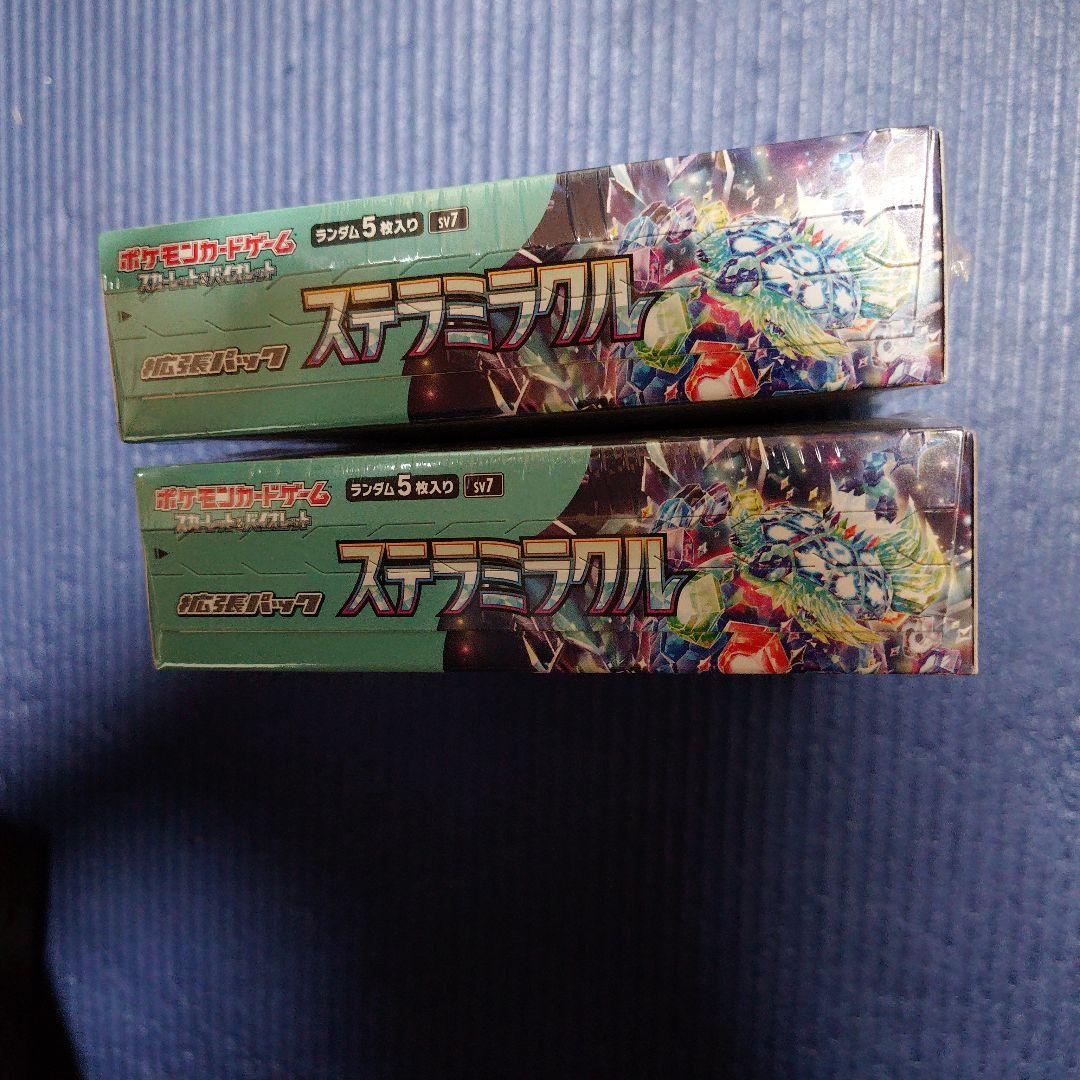 ポケモンカードゲーム
スカーレット&バイオレット
ランダム5枚入り sv7
拡張パック
ステラミラクル
ポケモンカードゲーム
スカーレット&バイオレット
ランダム5枚入り sv7
拡張パック
ステラミラクル